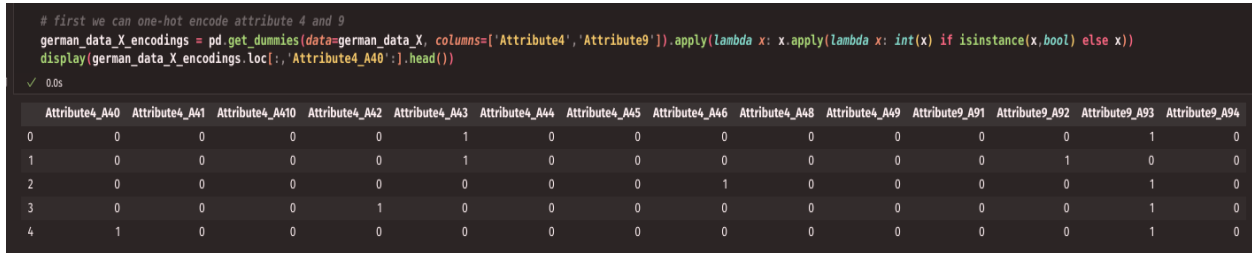 # first we can one-hot encode attribute 4 and 9
german_data_X_encodings = pd.get_dummies(data=german_data_X, columns=['Attribute4','Attribute9']).apply(lambda x: x.apply(lambda x: int(x) if isinstance(x,bool) else x))
display(german_data_X_encodings.loc[:,'Attribute4_A40':].head())
✓ 0.0s
Attribute4_A40 Attribute4_A41 Attribute4_A410 Attribute4_A42 Attribute4_A43 Attribute4_A44 Attribute4_A45 Attribute4_A46 Attribute4_A48 Attribute4_A49 Attribute9_A91 Attribute9_A92 Attribute9_A93 Attribute9_A94
0 0 0 0 0 1 0 0 0 0 0 0 0 1 0
1 0 0 0 0 1 0 0 0 0 0 0 1 0 0
2 0 0 0 0 0 0 0 1 0 0 0 0 1 0
3 0 0 0 1 0 0 0 0 0 0 0 0 1 0
4 1 0 0 0 0 0 0 0 0 0 0 0 1 0